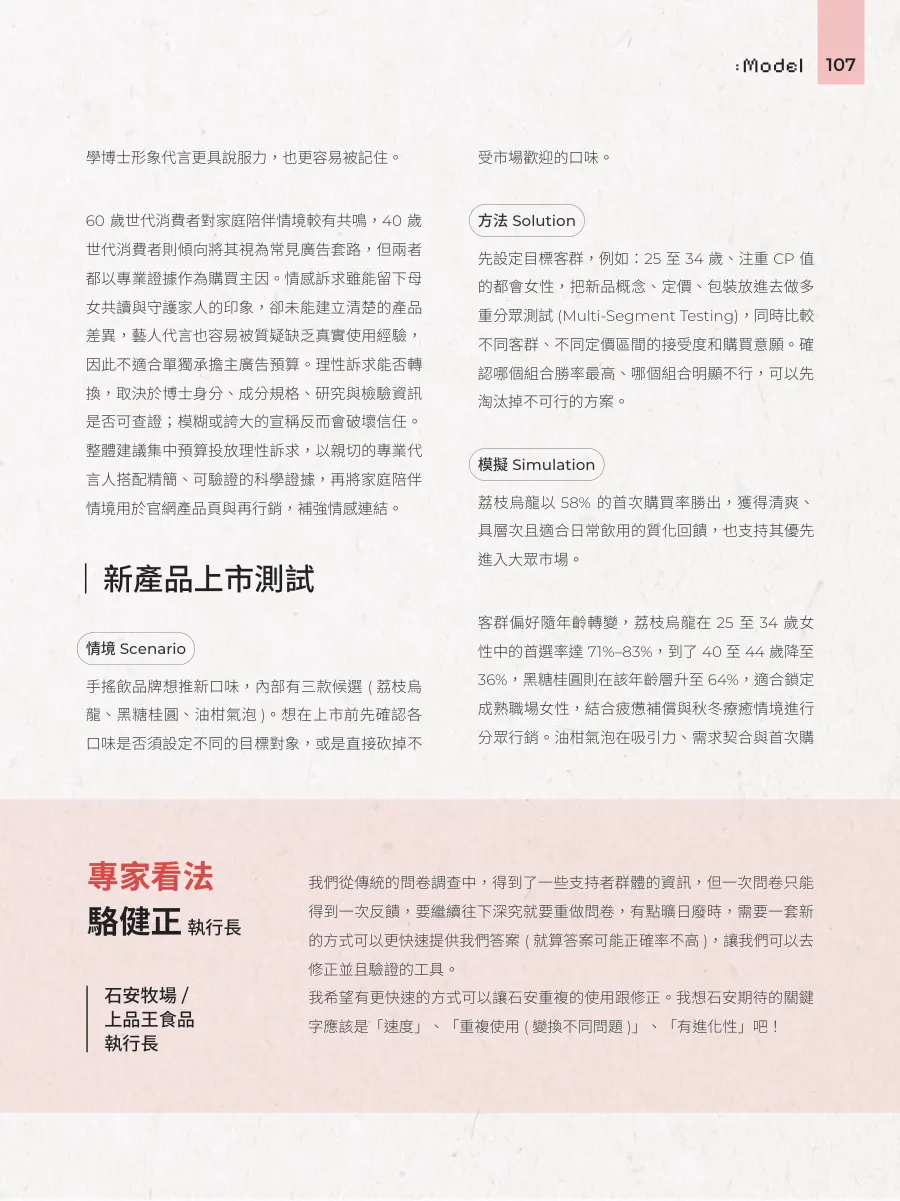 :Model 107
學博士形象代言更具說服力，也更容易被記住。
60 歲世代消費者對家庭陪伴情境較有共鳴，40 歲
世代消費者則傾向將其視為常見廣告套路，但兩者
都以專業證據作為購買主因。情感訴求雖能留下母
女共讀與守護家人的印象，卻未能建立清楚的產品
差異，藝人代言也容易被質疑缺乏真實使用經驗，
因此不適合單獨承擔主廣告預算。理性訴求能否轉
換，取決於博士身分、成分規格、研究與檢驗資訊
是否可查證；模糊或誇大的宣稱反而會破壞信任。
整體建議集中預算投放理性訴求，以親切的專業代
言人搭配精簡、可驗證的科學證據，再將家庭陪伴
情境用於官網產品頁與再行銷，補強情感連結。
新產品上市測試
情境 Scenario
手搖飲品牌想推新口味，內部有三款候選 ( 荔枝烏
龍、黑糖桂圓、油柑氣泡 )。想在上市前先確認各
口味是否須設定不同的目標對象，或是直接砍掉不
受市場歡迎的口味。
方法 Solution
先設定目標客群，例如：25 至 34 歲、注重 CP 值
的都會女性，把新品概念、定價、包裝放進去做多
重分眾測試 (Multi-Segment Testing)，同時比較
不同客群、不同定價區間的接受度和購買意願。確
認哪個組合勝率最高、哪個組合明顯不行，可以先
淘汰掉不可行的方案。
模擬 Simulation
荔枝烏龍以 58% 的首次購買率勝出，獲得清爽、
具層次且適合日常飲用的質化回饋，也支持其優先
進入大眾市場。
客群偏好隨年齡轉變，荔枝烏龍在 25 至 34 歲女
性中的首選率達 71%–83%，到了 40 至 44 歲降至
36%，黑糖桂圓則在該年齡層升至 64%，適合鎖定
成熟職場女性，結合疲憊補償與秋冬療癒情境進行
分眾行銷。油柑氣泡在吸引力、需求契合與首次購
專家看法
駱健正 執行長
石安牧場 /
上品王食品
執行長
我們從傳統的問卷調查中，得到了一些支持者群體的資訊，但一次問卷只能
得到一次反饋，要繼續往下深究就要重做問卷，有點曠日廢時，需要一套新
的方式可以更快速提供我們答案 ( 就算答案可能正確率不高 )，讓我們可以去
修正並且驗證的工具。
我希望有更快速的方式可以讓石安重複的使用跟修正。我想石安期待的關鍵
字應該是「速度」、「重複使用 ( 變換不同問題 )」、「有進化性」吧！